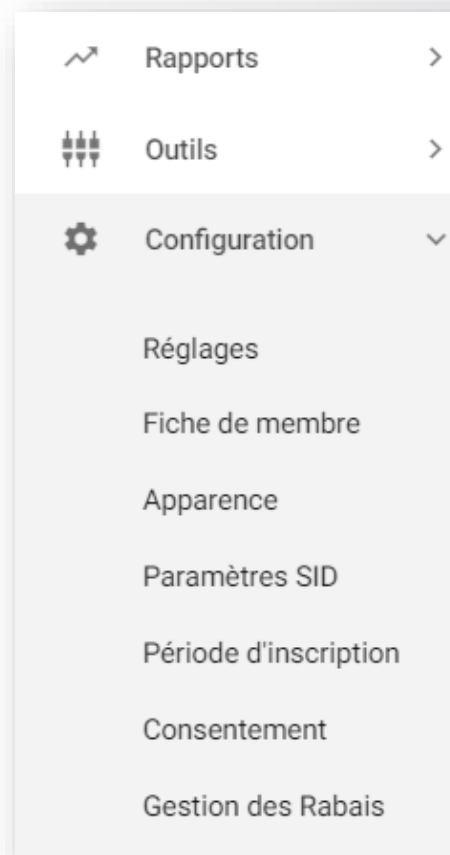 Rapports
Outils
Configuration
Réglages
Fiche de membre
Apparence
Paramètres SID
Période d'inscription
Consentement
Gestion des Rabais